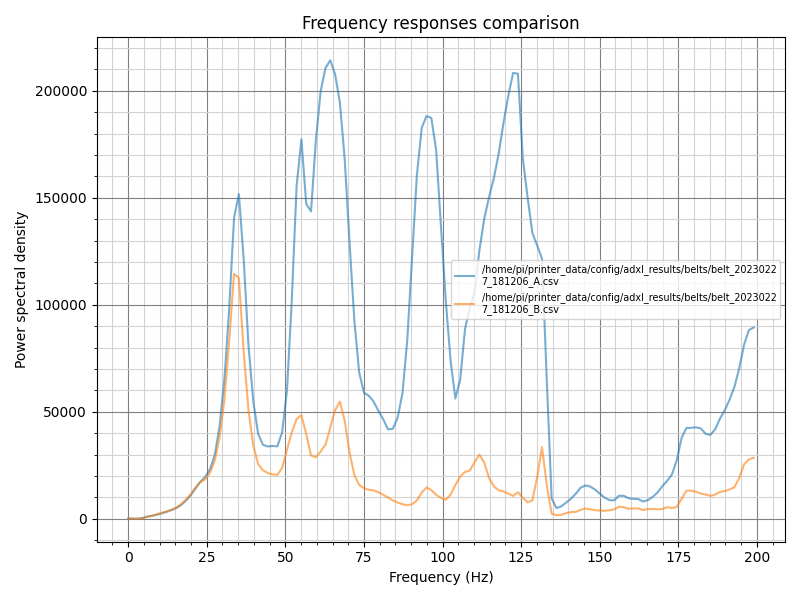 Frequency responses comparison
200000
150000
100000
50000
0
Power spectral density
/home/pi/printer_data/config/adxl_results/belts/belt_2023022
7_181206_A.csv
/home/pi/printer_data/config/adxl_results/belts/belt_2023022
7_181206_B.csv
0 25 50 75 100 125 150 175 200
Frequency (Hz)